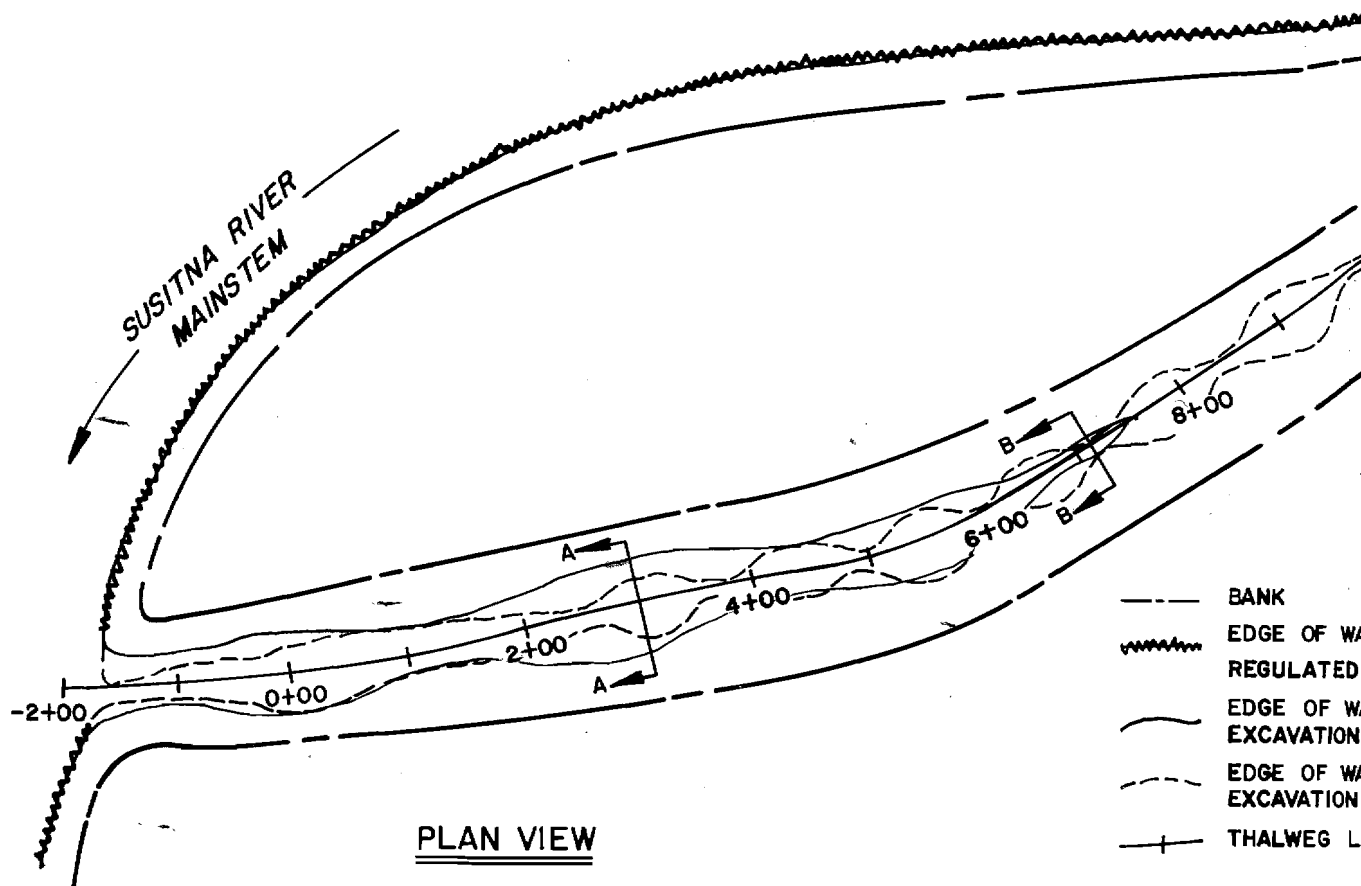 SUSITNA RIVER
MAINSTEM
B
8+00
B
6+00
A
4+00
2+00
A
0+00
-2+00
BANK
EDGE OF WA
REGULATED
EDGE OF WA
EXCAVATION
EDGE OF WA
EXCAVATION
THALWEG L
PLAN VIEW